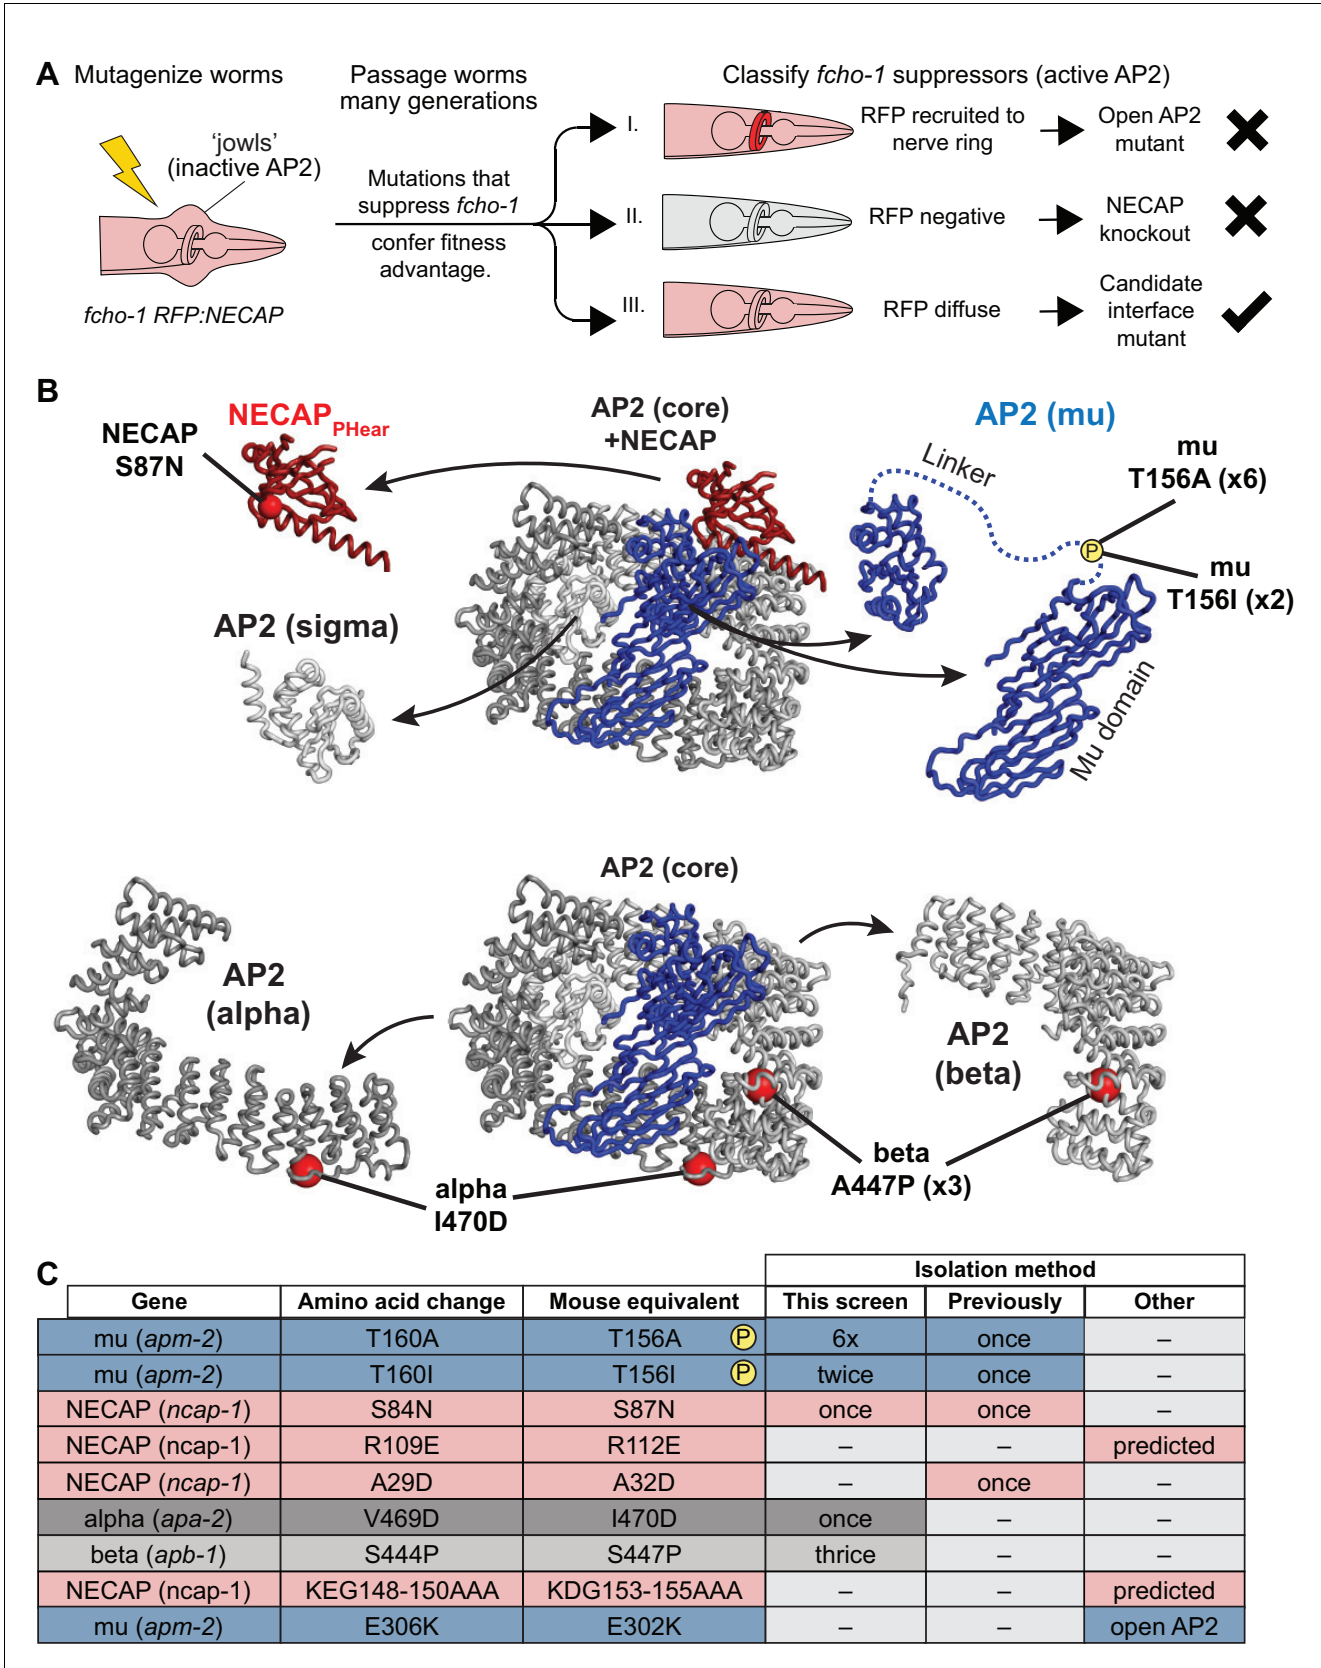 A
Mutagenize worms
'jowls'
(inactive AP2)
fcho-1 RFP:NECAP
Passage worms
many generations
Mutations that
suppress fcho-1
confer fitness
advantage.
Classify fcho-1 suppressors (active AP2)
I.
RFP recruited to
nerve ring
Open AP2
mutant
II.
RFP negative
NECAP
knockout
III.
RFP diffuse
Candidate
interface
mutant
B
NECAP
S87N
NECAP PHear
AP2 (core)
+NECAP
AP2 (mu)
Linker
P
mu
T156A (x6)
mu
T156I (x2)
Mu domain
AP2 (sigma)
AP2
(alpha)
AP2 (core)
AP2
(beta)
alpha
I470D
beta
A447P (x3)
C
Isolation method
Gene Amino acid change Mouse equivalent This screen Previously Other
mu (apm-2) T160A T156A P 6x once –
mu (apm-2) T160I T156I P twice once –
NECAP (ncap-1) S84N S87N once once –
NECAP (ncap-1) R109E R112E – – predicted
NECAP (ncap-1) A29D A32D – once –
alpha (apa-2) V469D I470D once – –
beta (apb-1) S444P S447P thrice – –
NECAP (ncap-1) KEG148-150AAA KDG153-155AAA – – predicted
mu (apm-2) E306K E302K – – open AP2